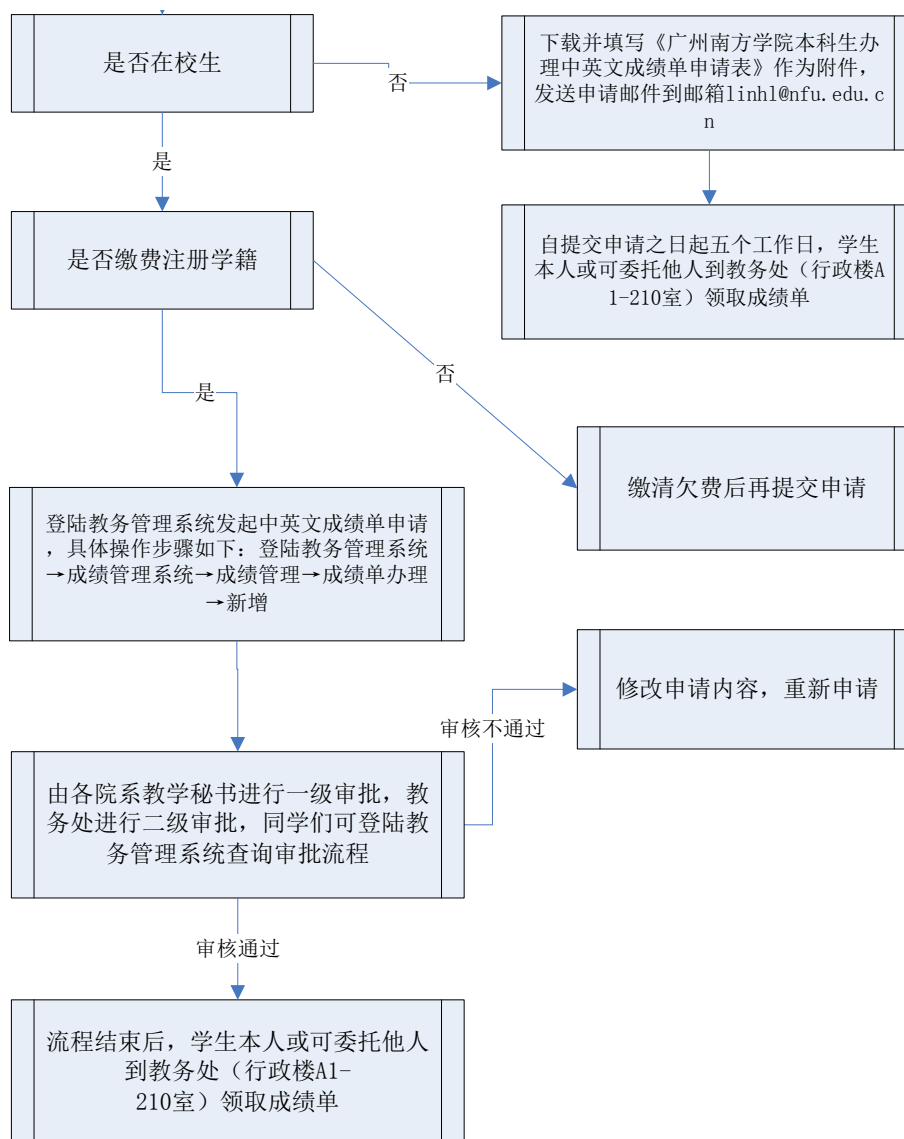 是否在校生
否
下载并填写《广州南方学院本科生办
理中英文成绩单申请表》作为附件，
发送申请邮件到邮箱linhl@nfu.edu.c
n
是
是否缴费注册学籍
自提交申请之日起五个工作日，学生
本人或可委托他人到教务处（行政楼A
1-210室）领取成绩单
否
是
缴清欠费后再提交申请
登陆教务管理系统发起中英文成绩单申请
，具体操作步骤如下：登陆教务管理系统
→成绩管理系统→成绩管理→成绩单办理
→新增
修改申请内容，重新申请
审核不通过
由各院系教学秘书进行一级审批，教
务处进行二级审批，同学们可登陆教
务管理系统查询审批流程
审核通过
流程结束后，学生本人或可委托他人
到教务处（行政楼A1-
210室）领取成绩单